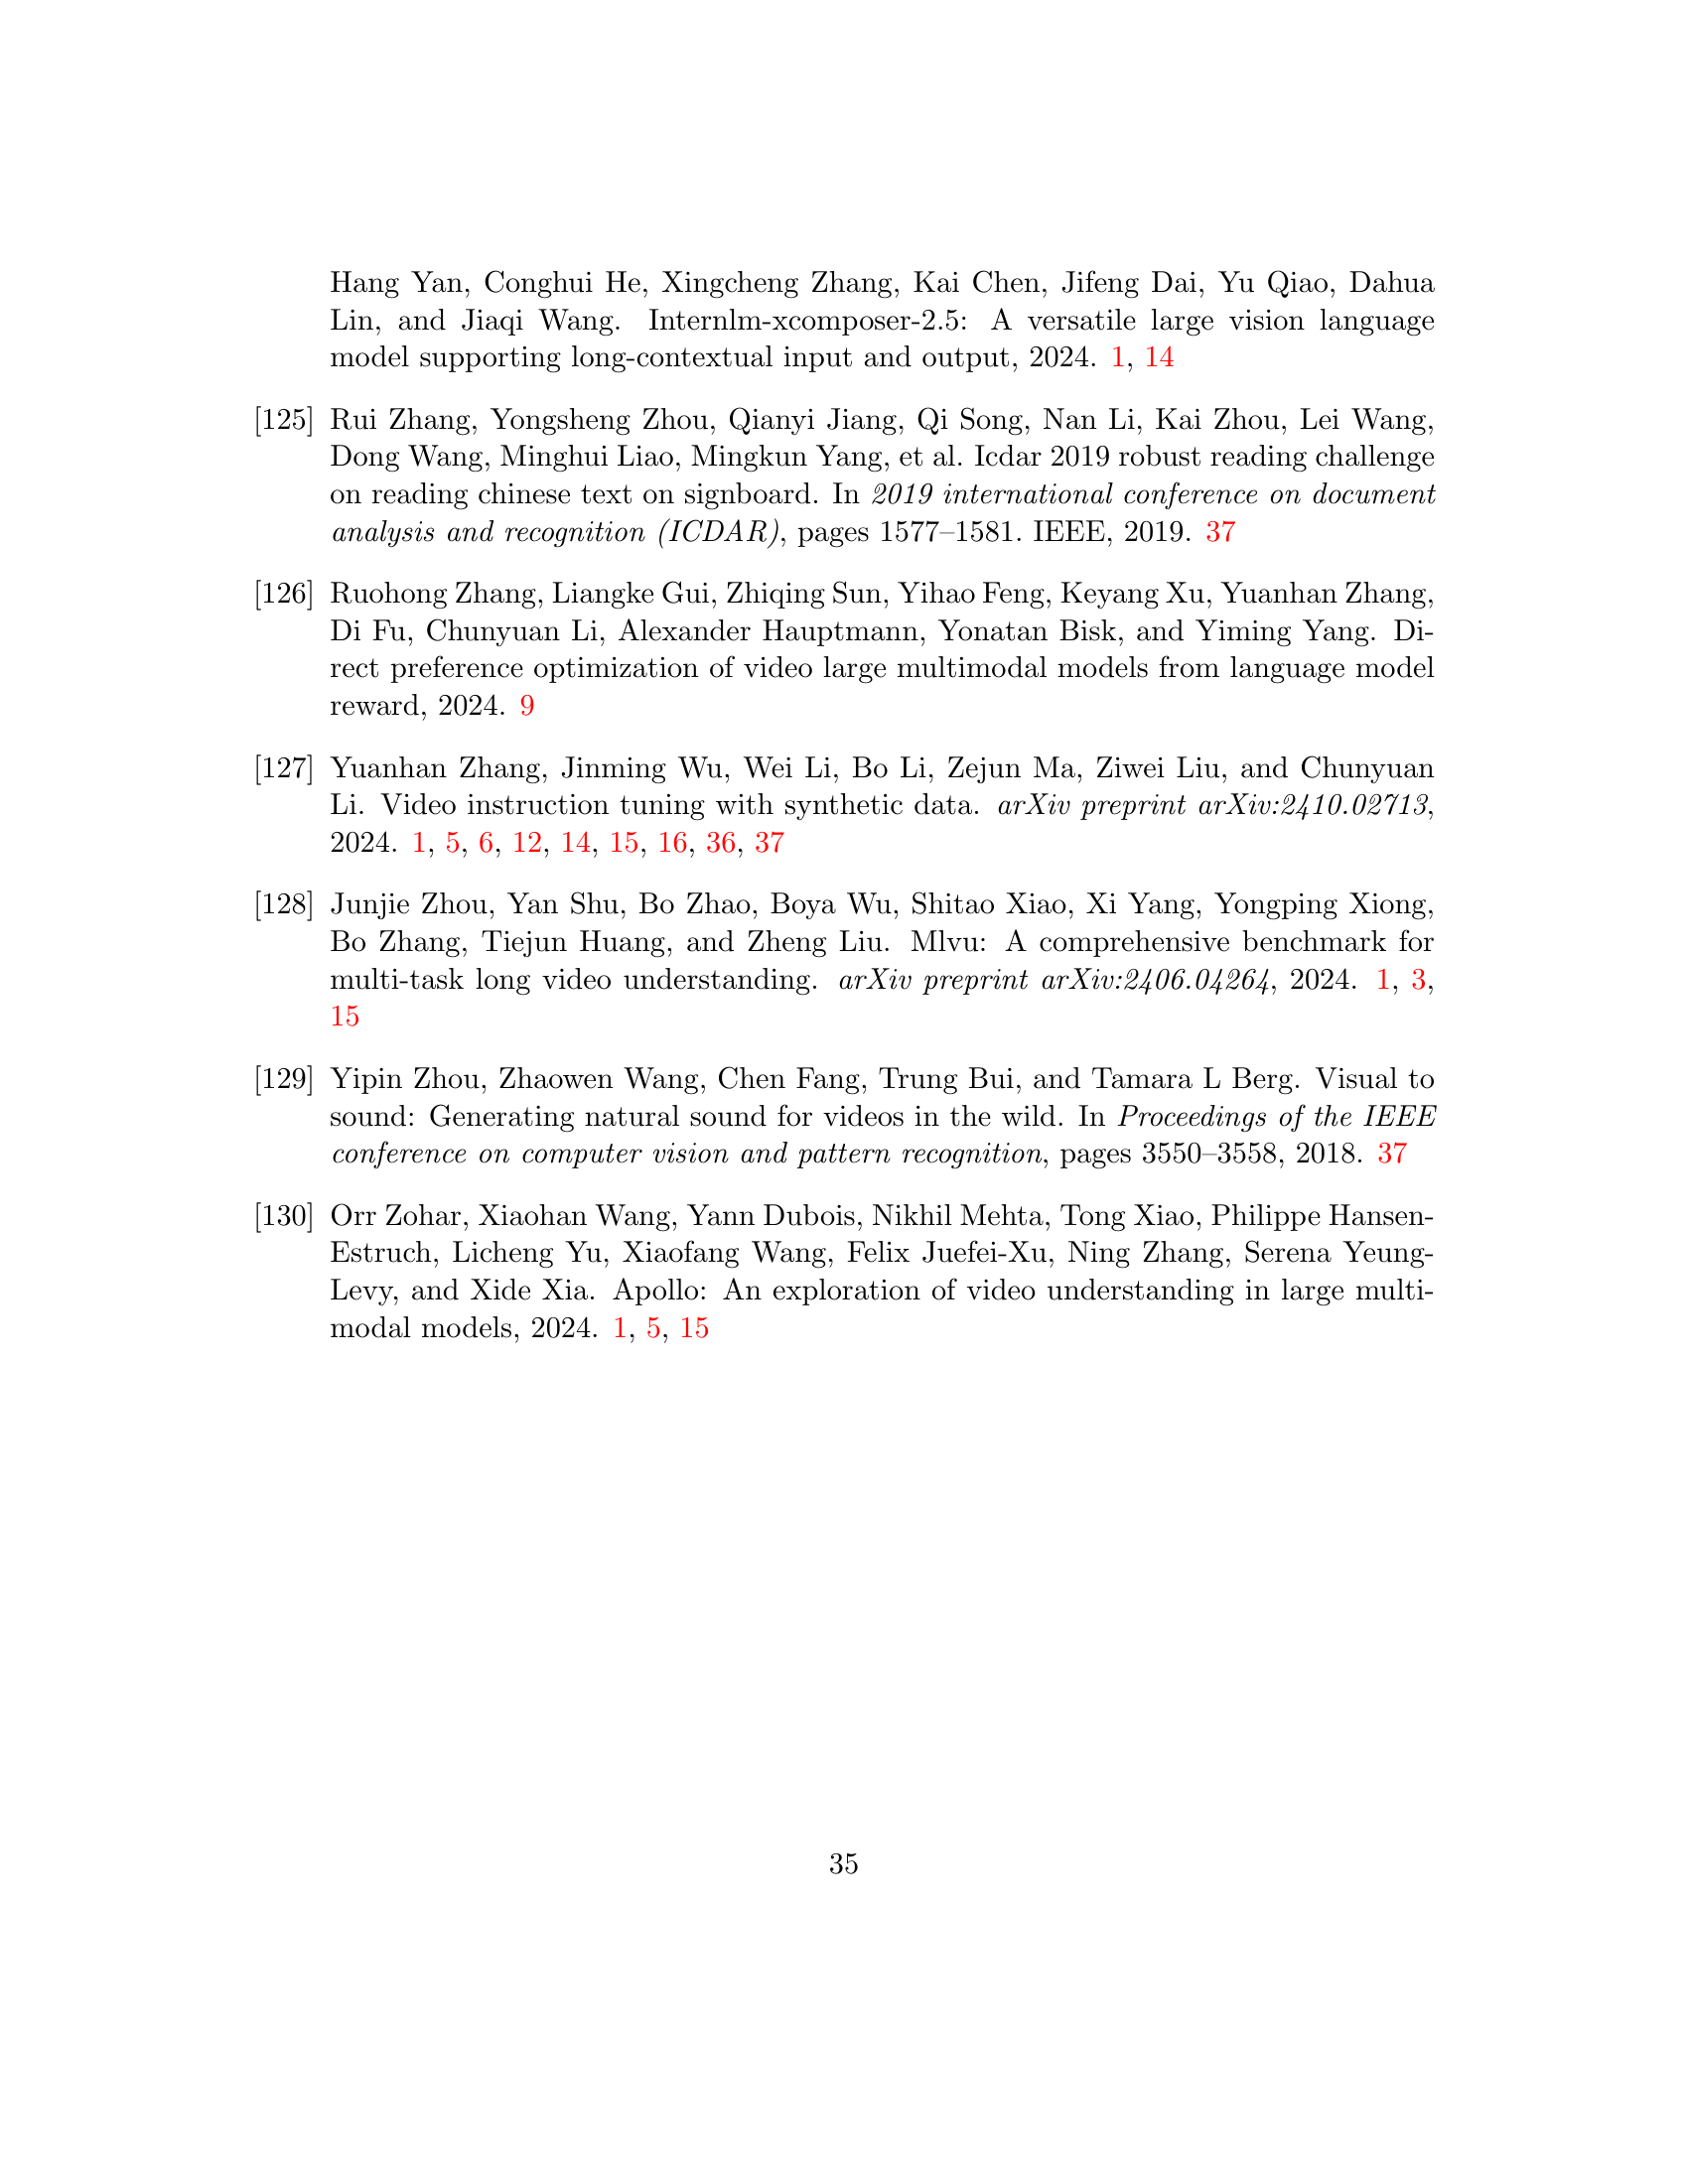 Hang Yan, Conghui He, Xingcheng Zhang, Kai Chen, Jifeng Dai, Yu Qiao, Dahua
Lin, and Jiaqi Wang. Internlm-xcomposer-2.5: A versatile large vision language
model supporting long-contextual input and output, 2024. 1, 14
[125] Rui Zhang, Yongsheng Zhou, Qianyi Jiang, Qi Song, Nan Li, Kai Zhou, Lei Wang,
Dong Wang, Minghui Liao, Mingkun Yang, et al. Icdar 2019 robust reading challenge
on reading chinese text on signboard. In 2019 international conference on document
analysis and recognition (ICDAR), pages 1577–1581. IEEE, 2019. 37
[126] Ruohong Zhang, Liangke Gui, Zhiqing Sun, Yihao Feng, Keyang Xu, Yuanhan Zhang,
Di Fu, Chunyuan Li, Alexander Hauptmann, Yonatan Bisk, and Yiming Yang. Di-
rect preference optimization of video large multimodal models from language model
reward, 2024. 9
[127] Yuanhan Zhang, Jinming Wu, Wei Li, Bo Li, Zejun Ma, Ziwei Liu, and Chunyuan
Li. Video instruction tuning with synthetic data. arXiv preprint arXiv:2410.02713,
2024. 1, 5, 6, 12, 14, 15, 16, 36, 37
[128] Junjie Zhou, Yan Shu, Bo Zhao, Boya Wu, Shitao Xiao, Xi Yang, Yongping Xiong,
Bo Zhang, Tiejun Huang, and Zheng Liu. Mlvu: A comprehensive benchmark for
multi-task long video understanding. arXiv preprint arXiv:2406.04264, 2024. 1, 3,
15
[129] Yipin Zhou, Zhaowen Wang, Chen Fang, Trung Bui, and Tamara L Berg. Visual to
sound: Generating natural sound for videos in the wild. In Proceedings of the IEEE
conference on computer vision and pattern recognition, pages 3550–3558, 2018. 37
[130] Orr Zohar, Xiaohan Wang, Yann Dubois, Nikhil Mehta, Tong Xiao, Philippe Hansen-
Estruch, Licheng Yu, Xiaofang Wang, Felix Juefei-Xu, Ning Zhang, Serena Yeung-
Levy, and Xide Xia. Apollo: An exploration of video understanding in large multi-
modal models, 2024. 1, 5, 15
35